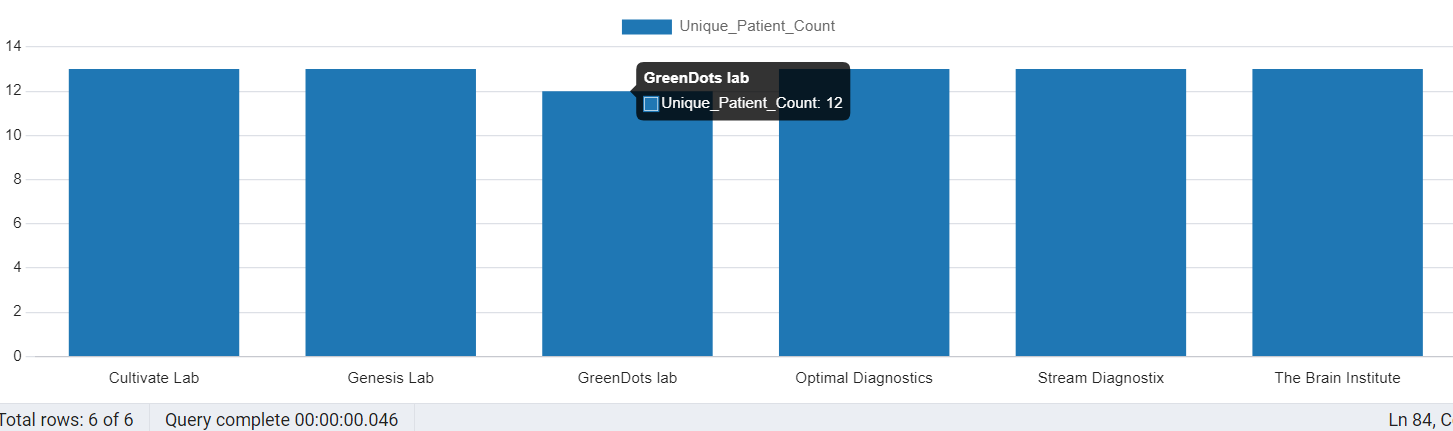 Unique_Patient_Count
14
GreenDots lab
Unique_Patient_Count: 12
12
10
8
6
4
2
0
Cultivate Lab Genesis Lab GreenDots lab Optimal Diagnostics Stream Diagnostix The Brain Institute
Total rows: 6 of 6 Query complete 00:00:00.046 Ln 84, C